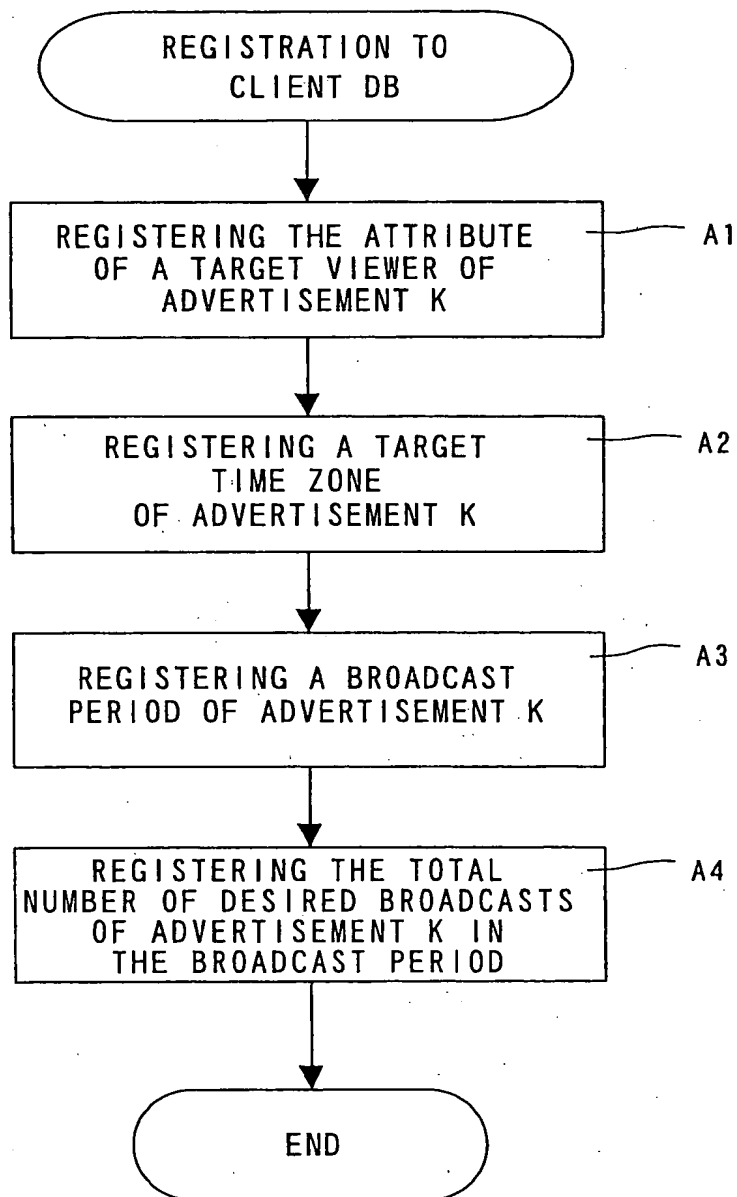 REGISTRATION TO
CLIENT DB
REGISTERING THE ATTRIBUTE
OF A TARGET VIEWER OF
ADVERTISEMENT K
A1
REGISTERING A TARGET
TIME ZONE
OF ADVERTISEMENT K
A2
REGISTERING A BROADCAST
PERIOD OF ADVERTISEMENT K
A3
REGISTERING THE TOTAL
NUMBER OF DESIRED BROADCASTS
OF ADVERTISEMENT K IN
THE BROADCAST PERIOD
A4
END